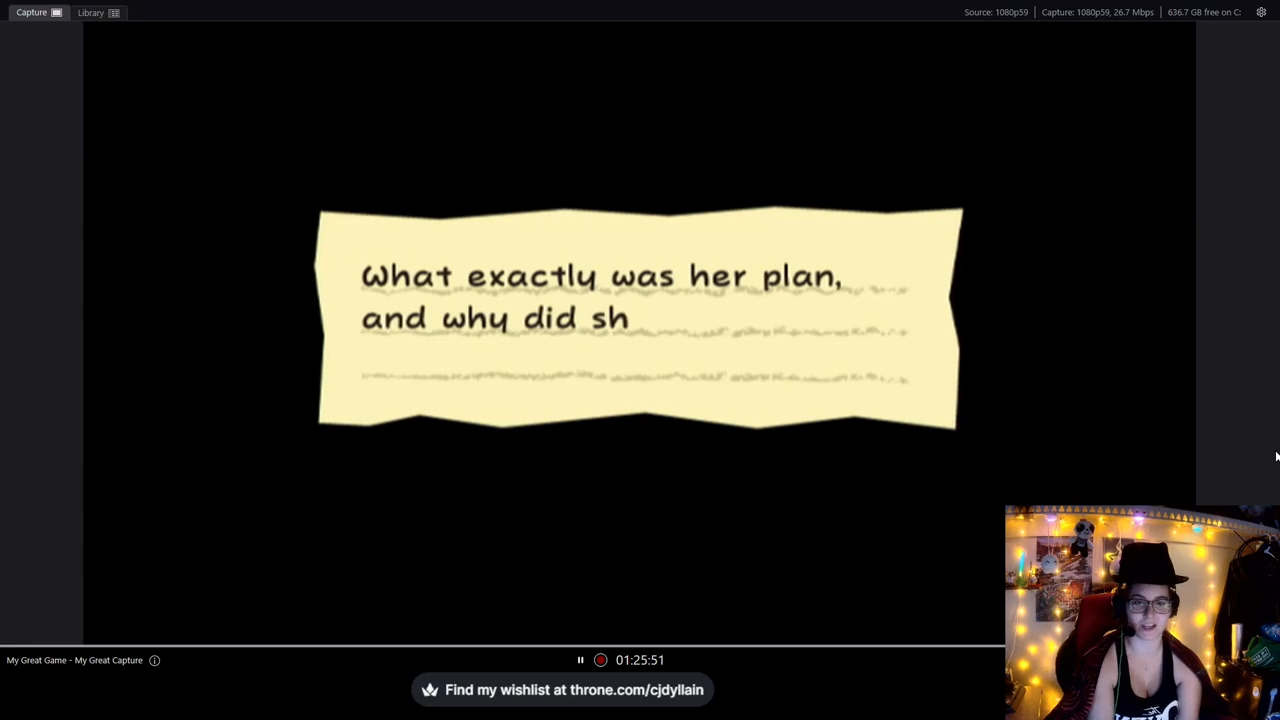 Capture
Library
Source: 1080p59
Capture: 1080p59, 26.7 Mbps
636.7 GB free on C:
What exactly was her plan,
and why did sh
My Great Game - My Great Capture
01:25:51
Find my wishlist at throne.com/cjdyllain